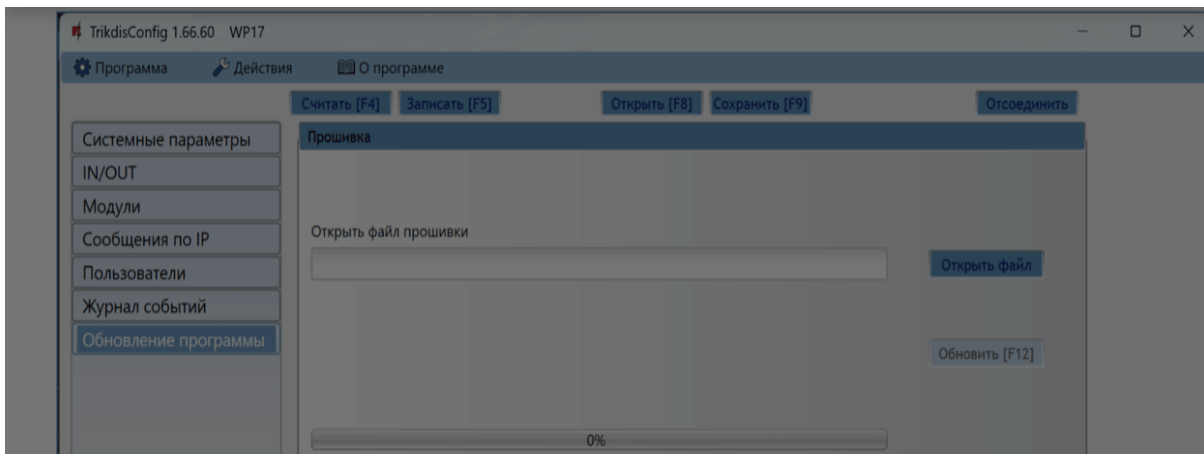 TrikdisConfig 1.66.60 WP17
Программа Действия О программе
Считать [F4] Записать [F5] Открыть [F8] Сохранить [F9] Отсоединить
Системные параметры
Прошивка
IN/OUT
Модули
Сообщения по IP
Открыть файл прошивки
Пользователи
Открыть файл
Журнал событий
Обновление программы
Обновить [F12]
0%